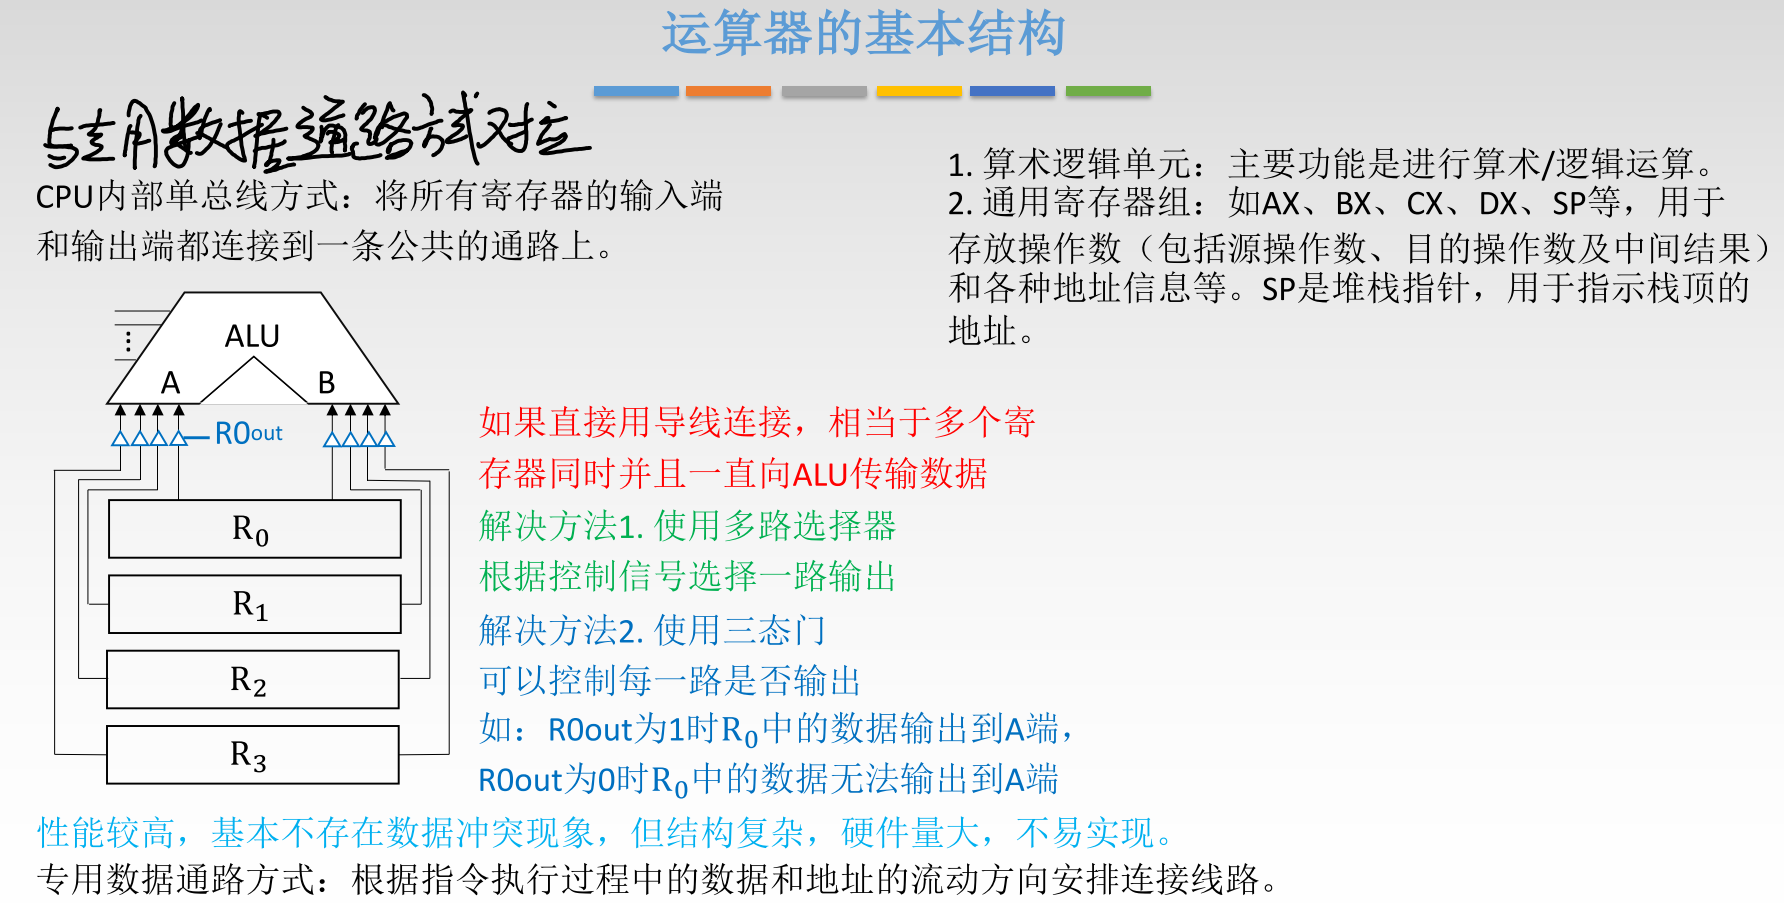 运算器的基本结构
与专用数据通路方式对应
CPU内部单总线方式：将所有寄存器的输入端
和输出端都连接到一条公共的通路上。
1. 算术逻辑单元：主要功能是进行算术/逻辑运算。
2. 通用寄存器组：如AX、BX、CX、DX、SP等，用于
存放操作数（包括源操作数、目的操作数及中间结果）
和各种地址信息等。SP是堆栈指针，用于指示栈顶的
地址。
ALU
A B
R0out
R0
R1
R2
R3
如果直接用导线连接，相当于多个寄
存器同时并且一直向ALU传输数据
解决方法1. 使用多路选择器
根据控制信号选择一路输出
解决方法2. 使用三态门
可以控制每一路是否输出
如：R0out为1时R0中的数据输出到A端，
R0out为0时R0中的数据无法输出到A端
性能较高，基本不存在数据冲突现象，但结构复杂，硬件量大，不易实现。
专用数据通路方式：根据指令执行过程中的数据和地址的流动方向安排连接线路。